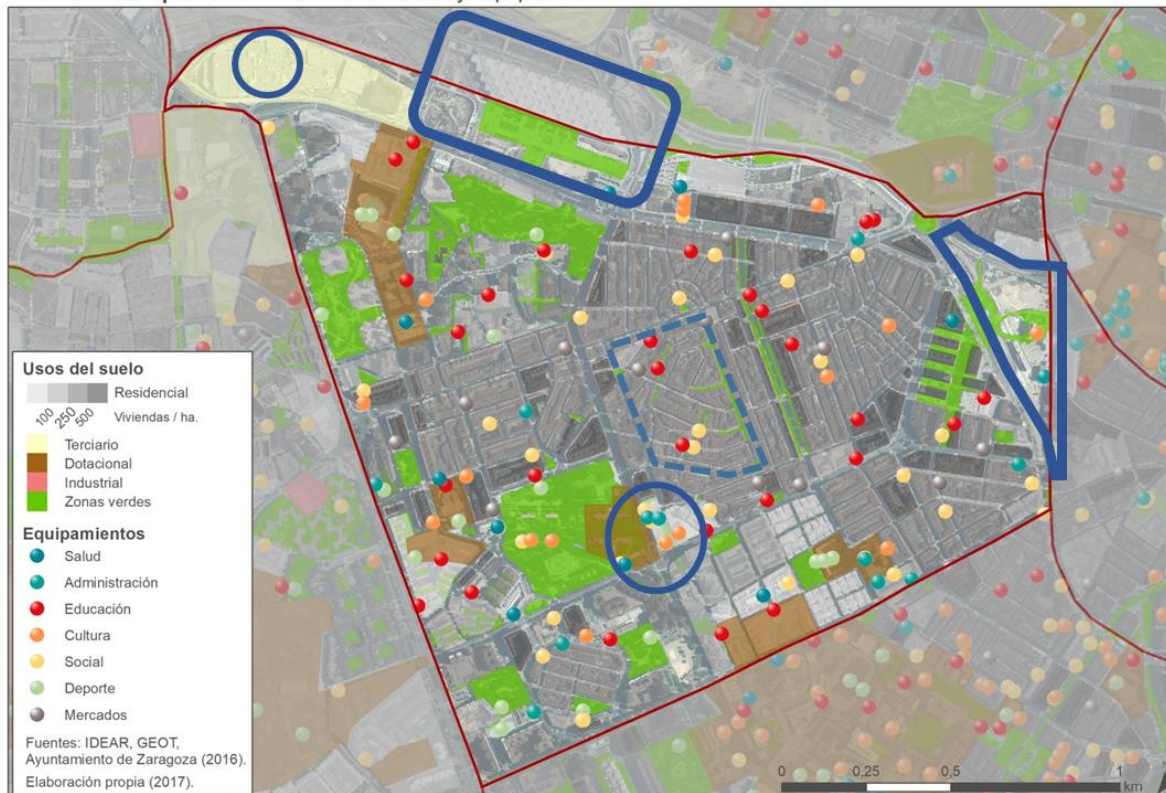 Usos del suelo
Residencial
100 250 500 Viviendas / ha.
Terciario
Dotacional
Industrial
Zonas verdes
Equipamientos
Salud
Administración
Educación
Cultura
Social
Deporte
Mercados
Fuentes: IDEAR, GEOT,
Ayuntamiento de Zaragoza (2016).
Elaboración propia (2017).
0 0,25 0,5 1
km